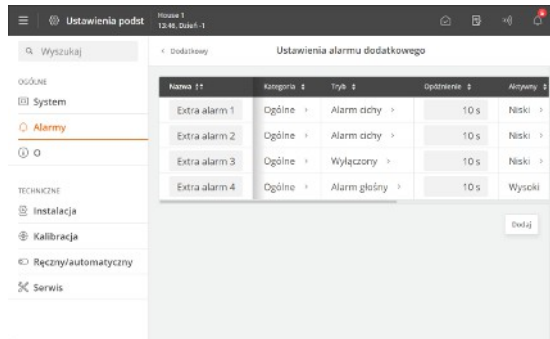 Ustawienia podst
House 1
13:46, Dzień -1
Wyszukaj
< Dodatkowy
Ustawienia alarmu dodatkowego
OGÓLNE
System
Alarmy
O
TECHNICZNE
Instalacja
Kalibracja
Ręczny/automatyczny
Serwis
Nazwa Kategoria Tryb Opóźnienie Aktywny
Extra alarm 1 Ogólne > Alarm cichy > 10 s Niski >
Extra alarm 2 Ogólne > Alarm cichy > 10 s Niski >
Extra alarm 3 Ogólne > Wyłączony > 10 s Niski >
Extra alarm 4 Ogólne > Alarm głośny > 10 s Wysoki
Dodaj